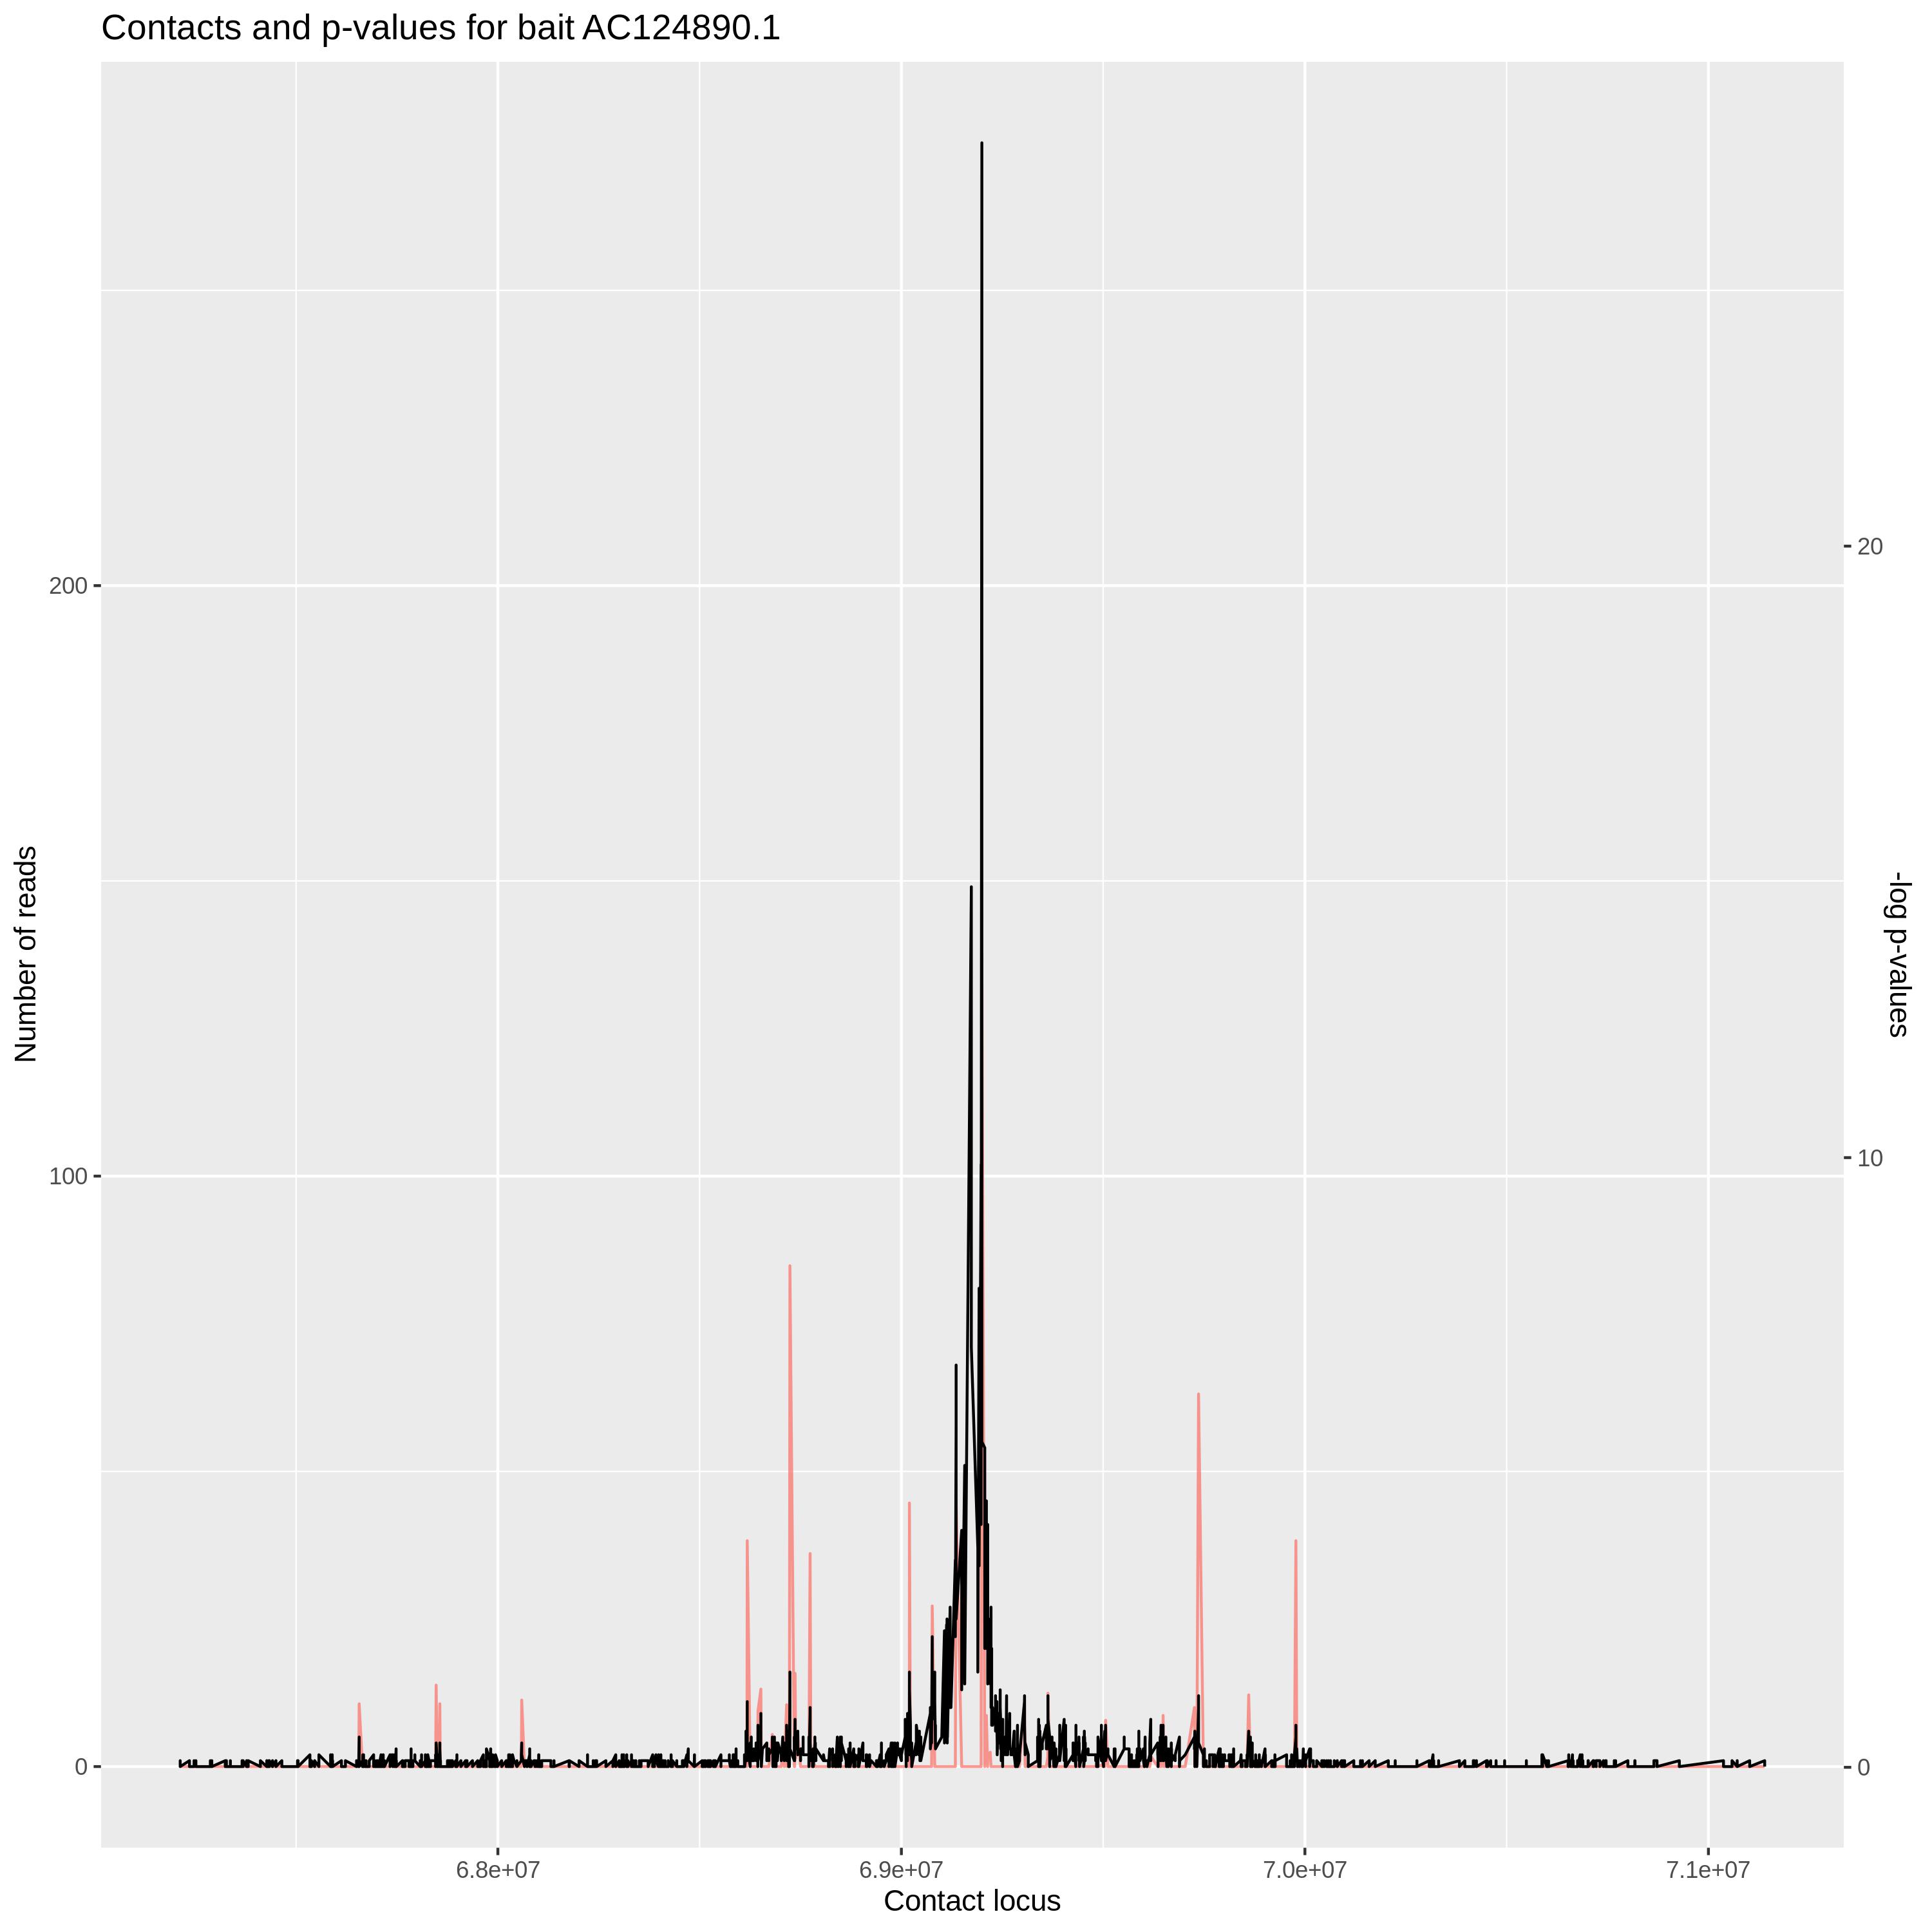 Contacts and p-values for bait AC124890.1
Number of reads
200
100
0
20
10
0
-log p-values
6.8e+07
6.9e+07
7.0e+07
7.1e+07
Contact locus